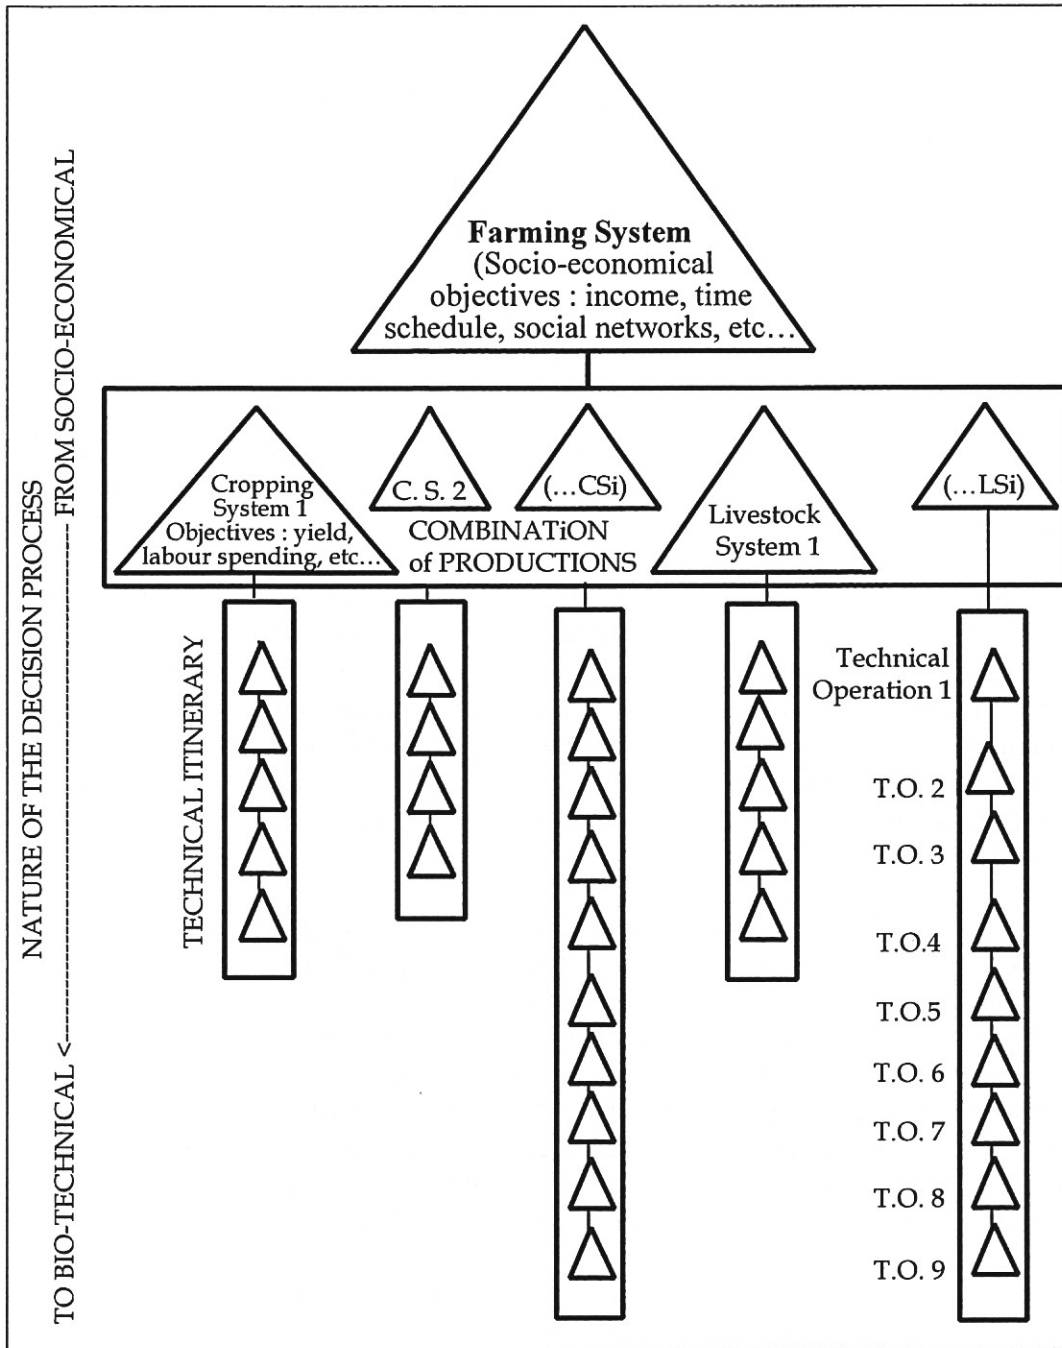 Farming System
(Socio-economical
objectives : income, time
schedule, social networks, etc...
Cropping
System 1
Objectives : yield,
labour spending, etc...
C. S. 2
(...CSi)
COMBINATiON
of PRODUCTIONS
Livestock
System 1
(...LSi)
NATURE OF THE DECISION PROCESS
TO BIO-TECHNICAL <-------------------------------- FROM SOCIO-ECONOMICAL
TECHNICAL ITINERARY
Technical
Operation 1
T.O. 2
T.O. 3
T.O.4
T.O.5
T.O. 6
T.O. 7
T.O. 8
T.O. 9